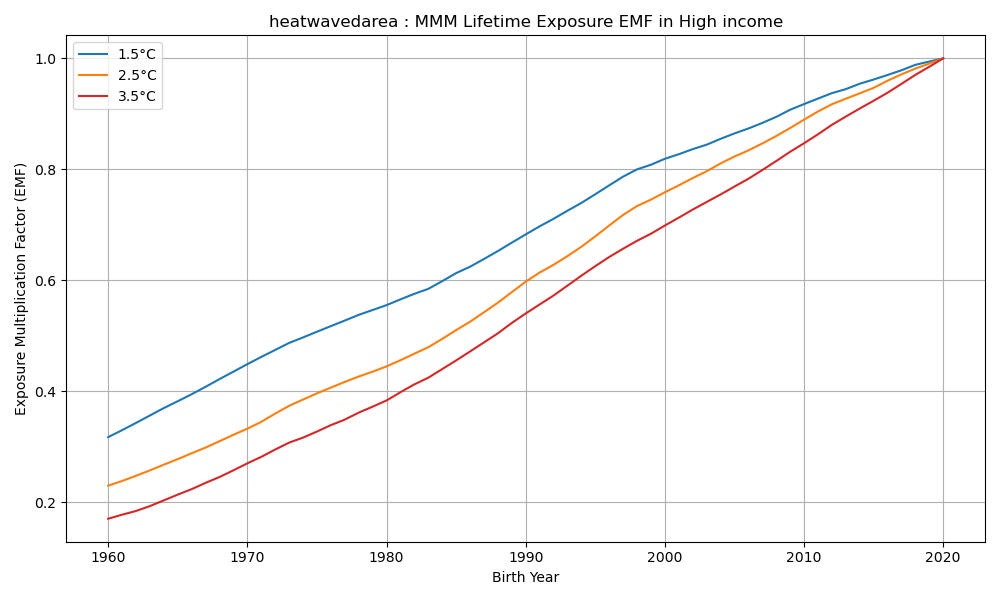 heatwavedarea : MMM Lifetime Exposure EMF in High income
1.5°C
2.5°C
3.5°C
Exposure Multiplication Factor (EMF)
1.0
0.8
0.6
0.4
0.2
1960 1970 1980 1990 2000 2010 2020
Birth Year